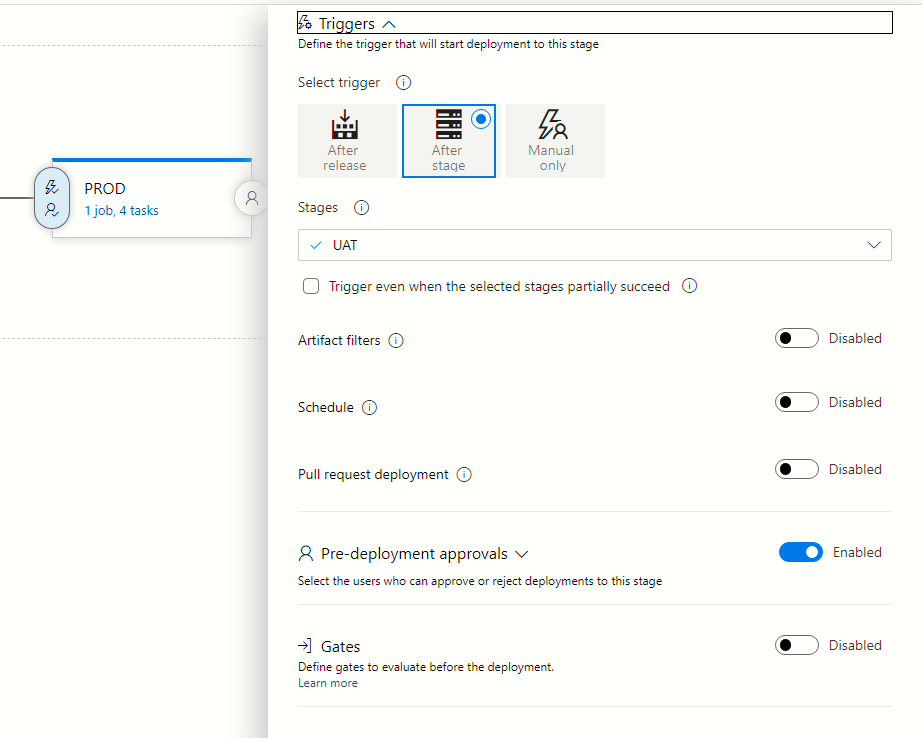 Triggers
Define the trigger that will start deployment to this stage
Select trigger
After
release
After
stage
Manual
only
PROD
1 job, 4 tasks
Stages
UAT
Trigger even when the selected stages partially succeed
Artifact filters
Disabled
Schedule
Disabled
Pull request deployment
Disabled
Pre-deployment approvals
Enabled
Select the users who can approve or reject deployments to this stage
Gates
Disabled
Define gates to evaluate before the deployment.
Learn more